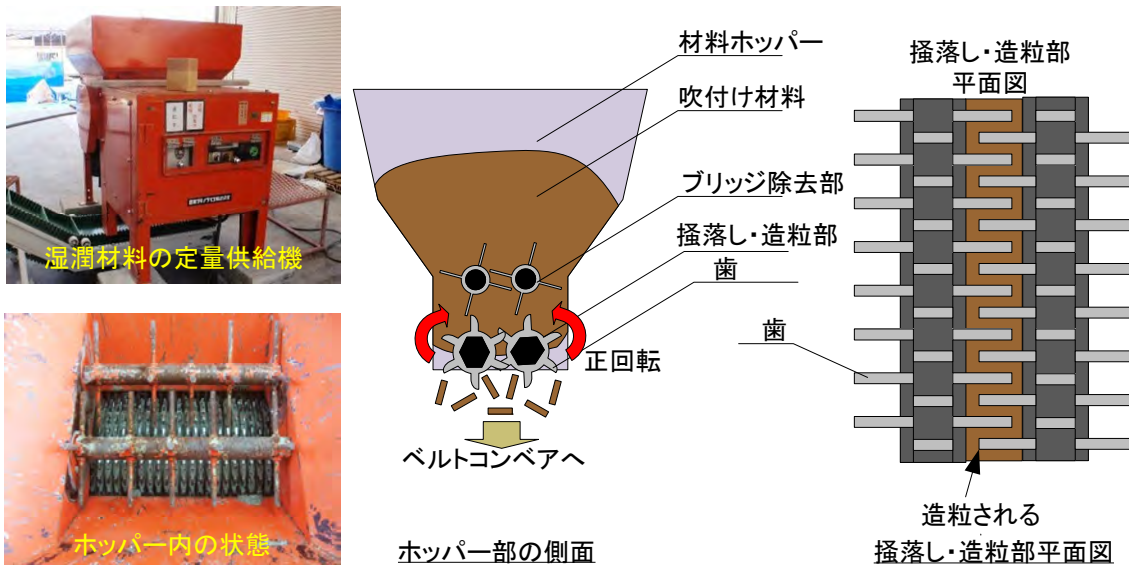 湿潤材料の定量供給機
ホッパー内の状態
材料ホッパー
吹付け材料
ブリッジ除去部
掻落し・造粒部
歯
正回転
ベルトコンベアへ
ホッパー部の側面
掻落し・造粒部
平面図
歯
造粒される
掻落し・造粒部平面図